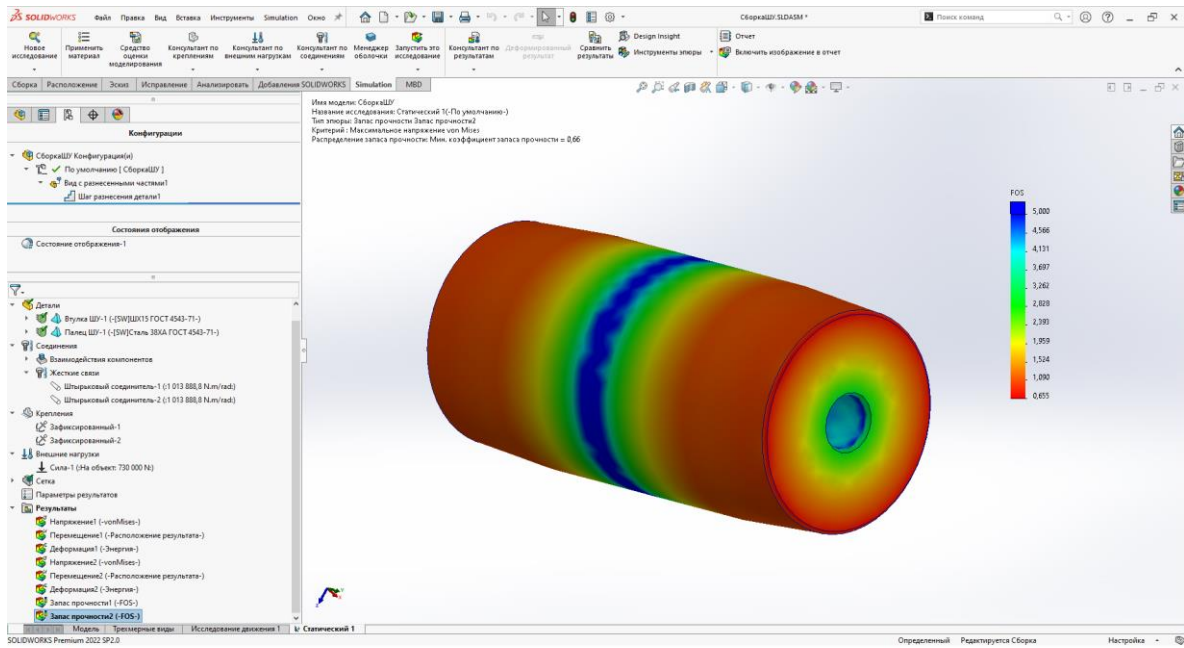 SOLIDWORKS Файл Правка Вид Вставка Инструменты Simulation Окно СборкаШУ.SLDASM * Поиск команд
Новое исследование
Применить материал
Средство оценки моделирования
Консультант по креплениям
Консультант по внешним нагрузкам
Консультант по соединениям
Менеджер оболочки
Запустить это исследование
Консультант по результатам
Деформированный результат
Сравнить результаты
Design Insight
Инструменты эпюры
Отчет
Включить изображение в отчет
Сборка Расположение Эскиз Исправление Анализировать Добавления SOLIDWORKS Simulation MBD
Конфигурации
СборкаШУ Конфигурация(и)
По умолчанию [ СборкаШУ ]
Вид с разнесенными частями1
Шаг разнесения детали1
Состояния отображения
Состояние отображения-1
Детали
Втулка ШУ-1 (-[SW]ШХ15 ГОСТ 4543-71-)
Палец ШУ-1 (-[SW]Сталь 38ХА ГОСТ 4543-71-)
Соединения
Взаимодействия компонентов
Жесткие связи
Штырьковый соединитель-1 (:1 013 888,8 N.m/rad:)
Штырьковый соединитель-2 (:1 013 888,8 N.m/rad:)
Крепления
Зафиксированный-1
Зафиксированный-2
Внешние нагрузки
Сила-1 (:На объект: 730 000 N:)
Сетка
Параметры результатов
Результаты
Напряжение1 (-vonMises-)
Перемещение1 (-Расположение результата-)
Деформация1 (-Энергия-)
Напряжение2 (-vonMises-)
Перемещение2 (-Расположение результата-)
Деформация2 (-Энергия-)
Запас прочности1 (-FOS-)
Запас прочности2 (-FOS-)
Имя модели: СборкаШУ
Название исследования: Статический 1(-По умолчанию-)
Тип эпюры: Запас прочности Запас прочности2
Критерий : Максимальное напряжение von Mises
Распределение запаса прочности: Мин. коэффициент запаса прочности = 0,66
FOS
5,000
4,566
4,131
3,697
3,262
2,828
2,393
1,959
1,524
1,090
0,655
Модель Трехмерные виды Исследование движения 1 Статический 1
SOLIDWORKS Premium 2022 SP2.0 Определенный Редактируется Сборка Настройка